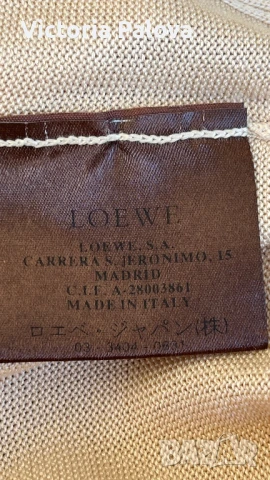 Victoria Palova
LOEWE
LOEWE, S.A.
CARRERA S. JERONIMO, 15
MADRID
C.I.F. A-28003861
MADE IN ITALY
ロエベ・ジャパン(株)
03-3404-0631